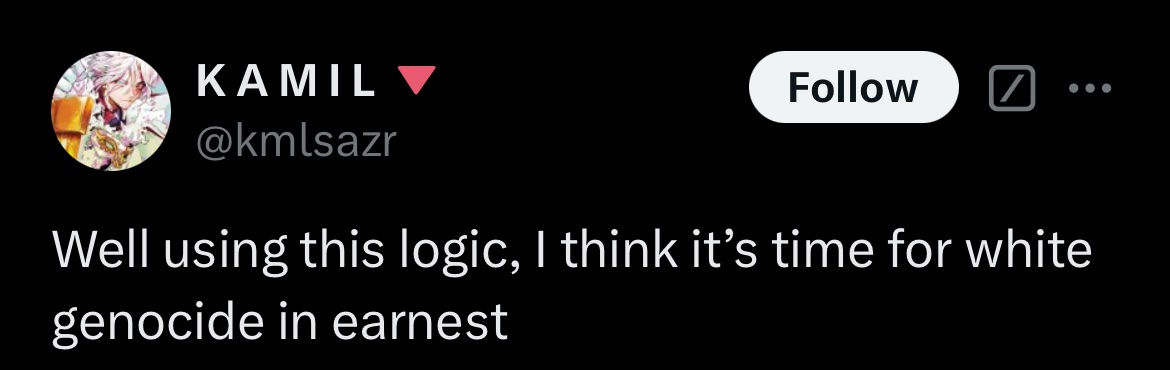 KAMIL 🔻
@kmlsazr
Follow
Well using this logic, I think it’s time for white
genocide in earnest